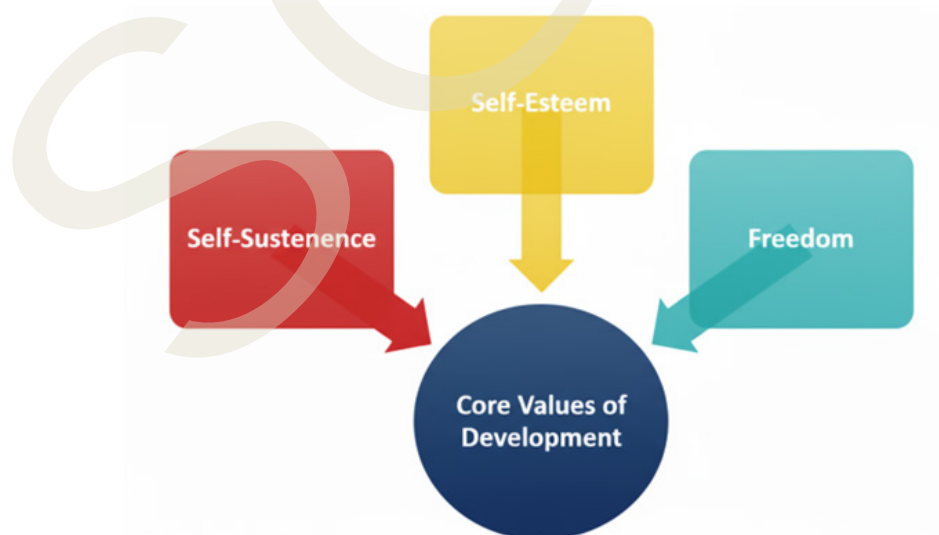 Self-Esteem
Self-Sustenence
Freedom
Core Values of
Development